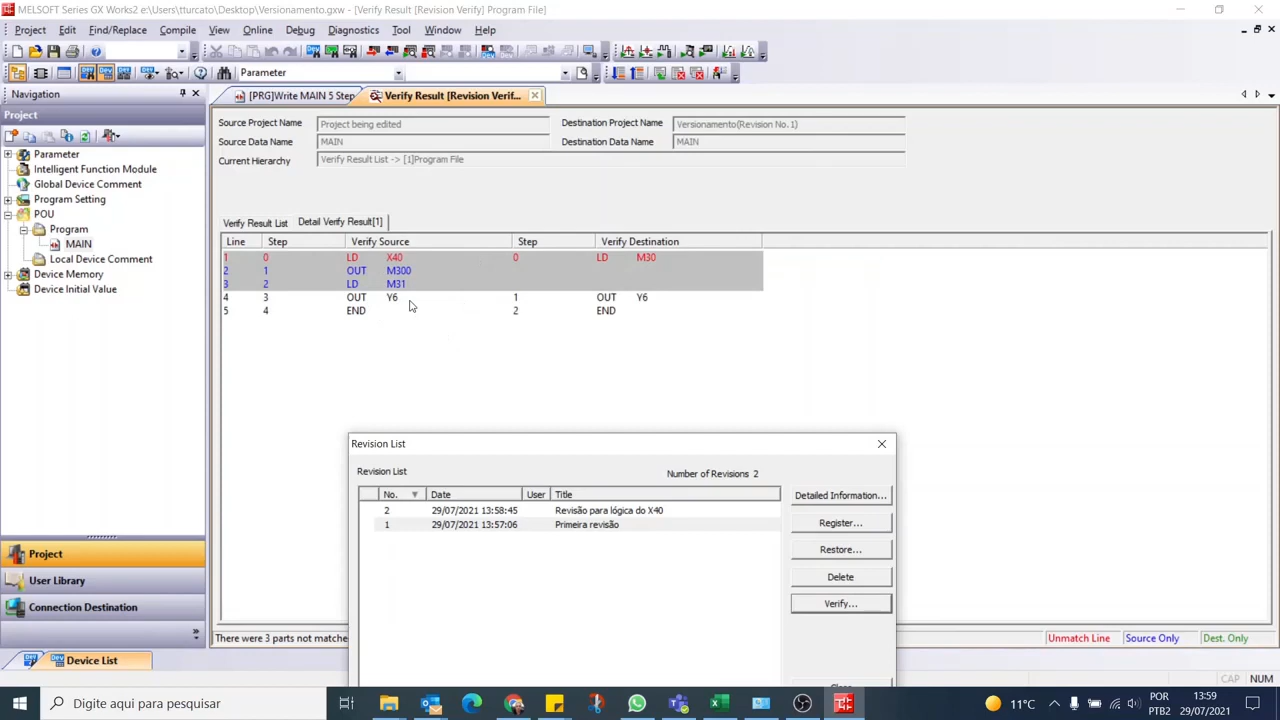 MELSOFT Series GX Works2 e:\Users\tturcato\Desktop\Versionamento.gxw - [Verify Result [Revision Verify] Program File]
Project Edit Find/Replace Compile View Online Debug Diagnostics Tool Window Help
Parameter
Navigation
[PRG]Write MAIN 5 Step
Verify Result [Revision Verif...
Project
Source Project Name Project being edited Destination Project Name Versionamento(Revision No.1)
Source Data Name MAIN Destination Data Name MAIN
Current Hierarchy Verify Result List -> [1]Program File
Parameter
Intelligent Function Module
Global Device Comment
Program Setting
POU
Program
MAIN
Local Device Comment
Device Memory
Device Initial Value
Verify Result List Detail Verify Result[1]
Line Step Verify Source Step Verify Destination
1 0 LD X40 0 LD M30
2 1 OUT M300
3 2 LD M31
4 3 OUT Y6 1 OUT Y6
5 4 END 2 END
Revision List
Revision List Number of Revisions 2
No. Date User Title
2 29/07/2021 13:58:45 Revisão para lógica do X40
1 29/07/2021 13:57:06 Primeira revisão
Detailed Information...
Register...
Restore...
Delete
Verify...
Project
User Library
Connection Destination
There were 3 parts not matche
Unmatch Line Source Only Dest. Only
Device List
CAP NUM
Digite aqui para pesquisar
11°C
POR
PTB2
13:59
29/07/2021